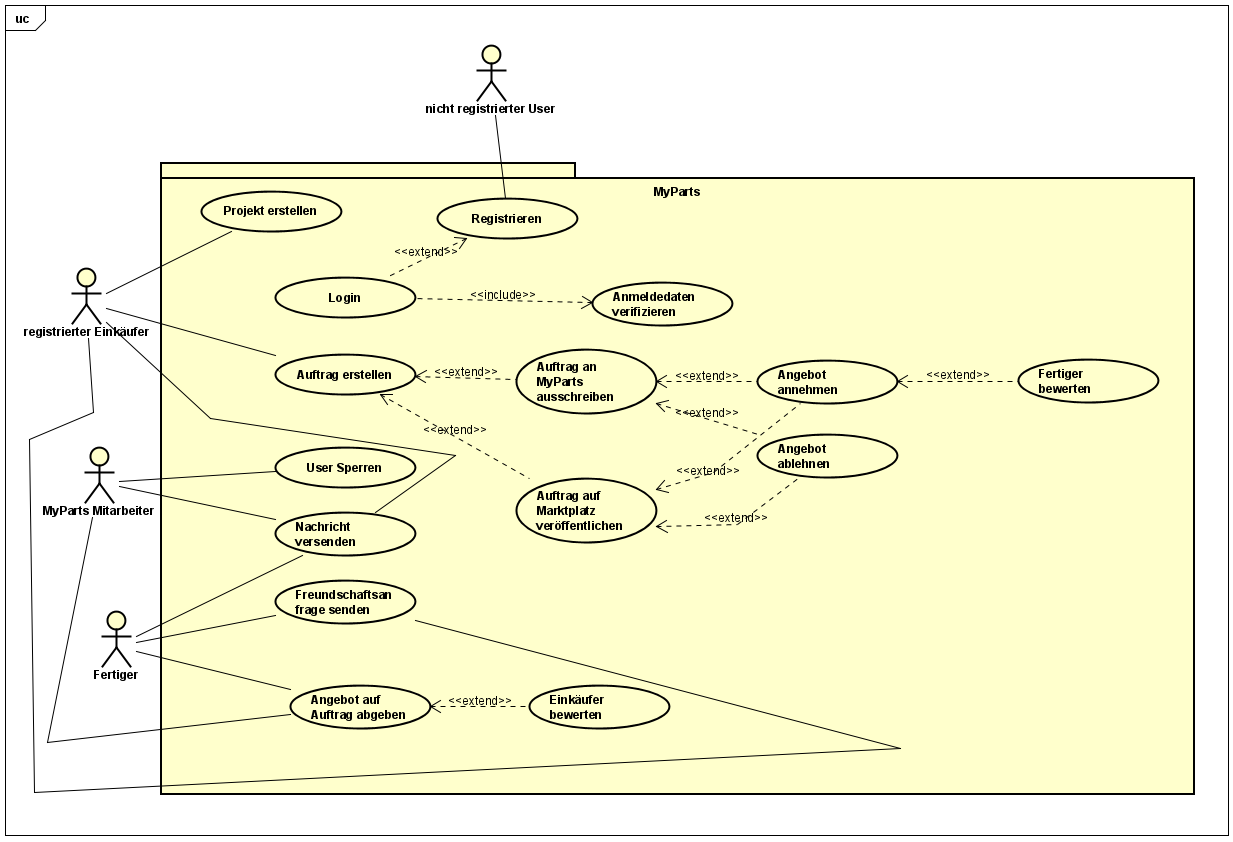 uc
nicht registrierter User
MyParts
Projekt erstellen
Registrieren
<<extend>>
Login
<<include>>
Anmeldedaten
verifizieren
registrierter Einkäufer
Auftrag erstellen
<<extend>>
Auftrag an
MyParts
ausschreiben
<<extend>>
Angebot
annehmen
<<extend>>
Fertiger
bewerten
<<extend>>
<<extend>>
Angebot
ablehnen
User Sperren
<<extend>>
MyParts Mitarbeiter
Auftrag auf
Marktplatz
veröffentlichen
<<extend>>
Nachricht
versenden
Freundschaftsan
frage senden
Fertiger
Angebot auf
Auftrag abgeben
<<extend>>
Einkäufer
bewerten